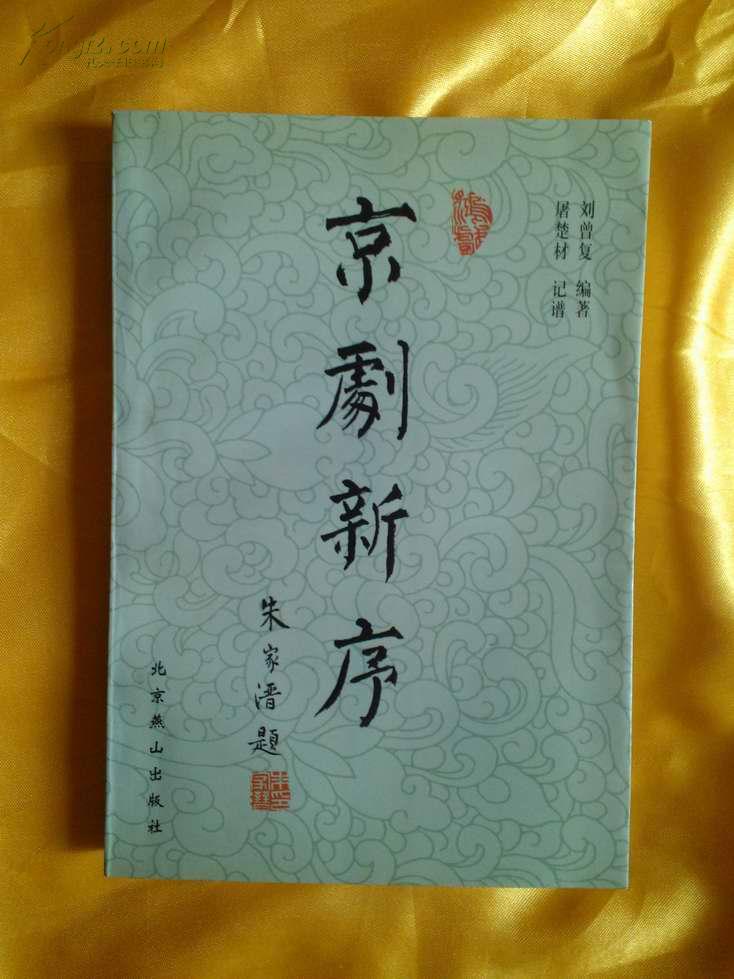 Kongfz.com
孔夫子旧书网
刘曾复 编著
屠楚材 记谱
京劇新序
朱家溍題
北京燕山出版社